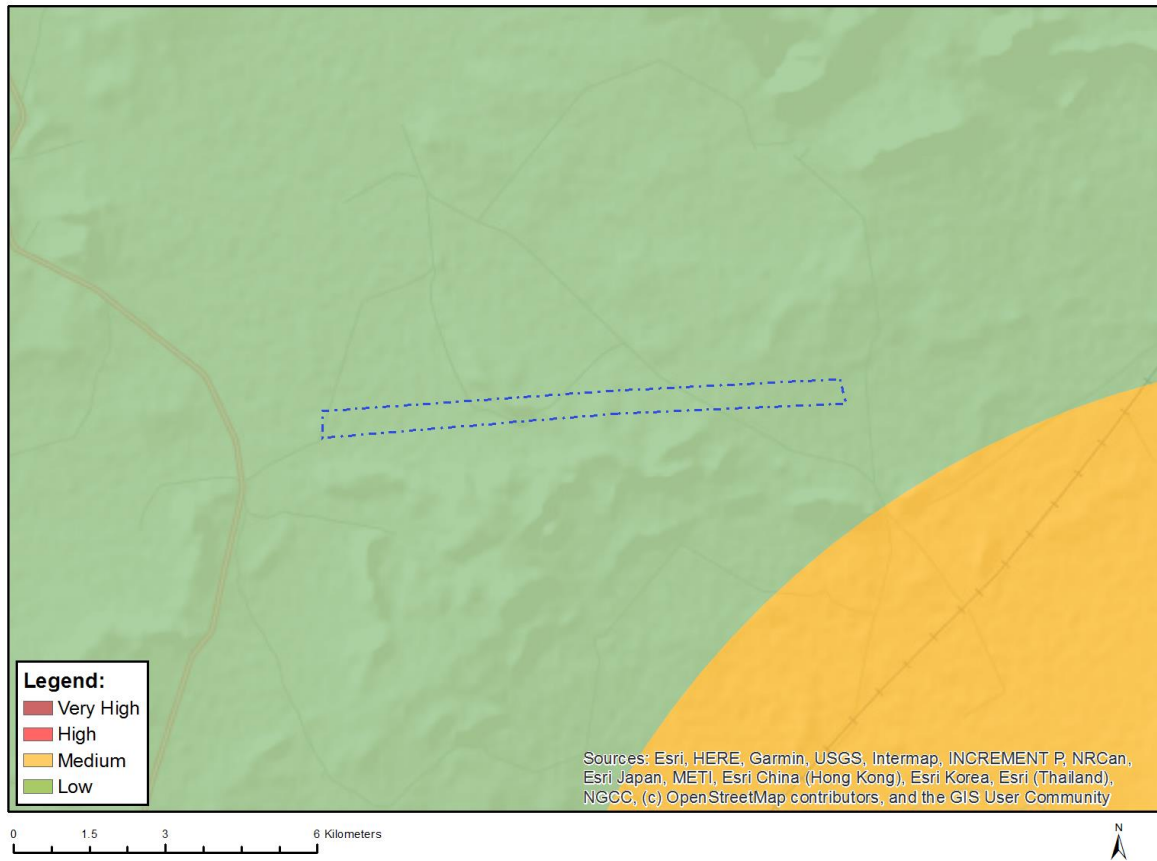 Legend:
Very High
High
Medium
Low
Sources: Esri, HERE, Garmin, USGS, Intermap, INCREMENT P, NRCan,
Esri Japan, METI, Esri China (Hong Kong), Esri Korea, Esri (Thailand),
NGCC, (c) OpenStreetMap contributors, and the GIS User Community
0 1.5 3 6 Kilometers
N